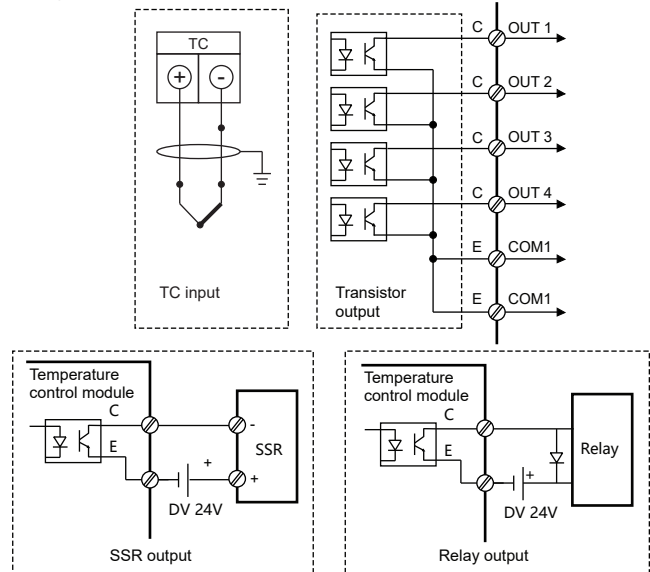 TC
+ -
TC input
C OUT 1
C OUT 2
C OUT 3
C OUT 4
E COM1
E COM1
Transistor
output
Temperature
control module
C
E
-
SSR
+
+
DV 24V
SSR output
Temperature
control module
C
E
Relay
+
DV 24V
Relay output